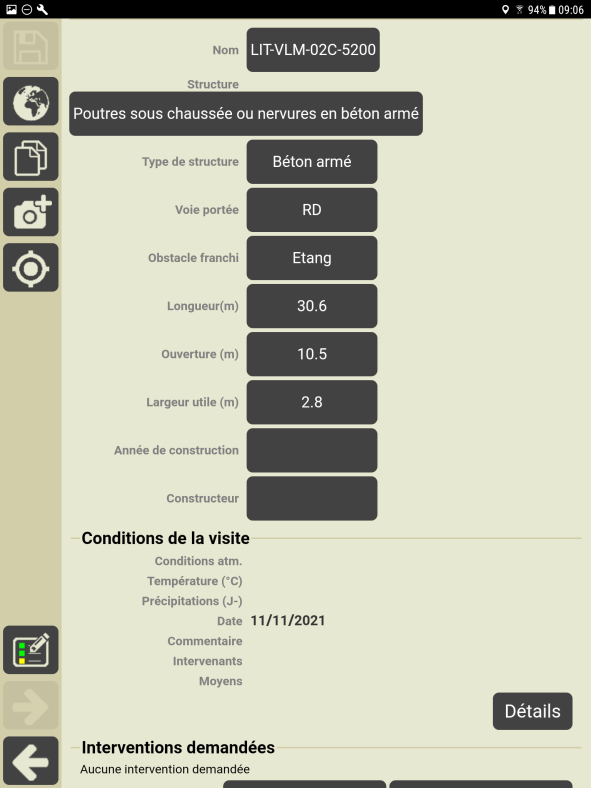 94% 09:06
Nom LIT-VLM-02C-5200
Structure
Poutres sous chaussée ou nervures en béton armé
Type de structure Béton armé
Voie portée RD
Obstacle franchi Etang
Longueur(m) 30.6
Ouverture (m) 10.5
Largeur utile (m) 2.8
Année de construction
Constructeur
Conditions de la visite
Conditions atm.
Température (°C)
Précipitations (J-)
Date 11/11/2021
Commentaire
Intervenants
Moyens
Détails
Interventions demandées
Aucune intervention demandée